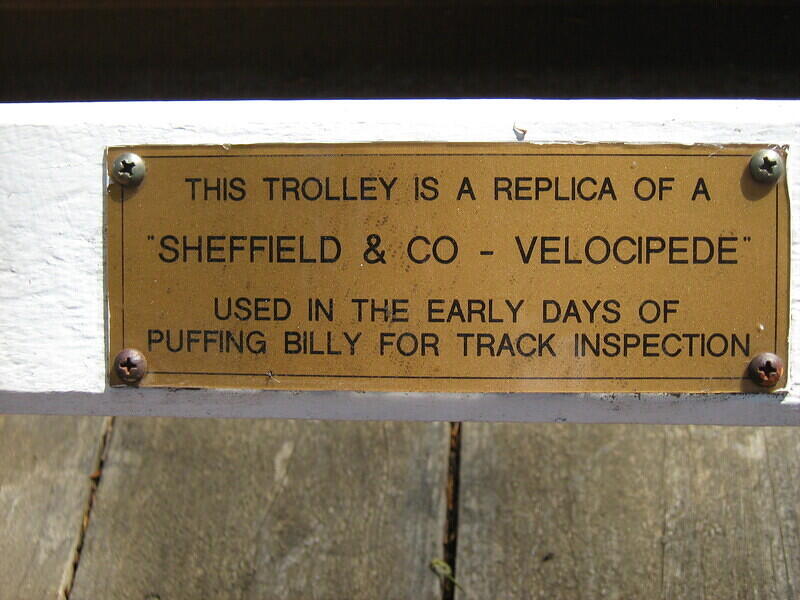 THIS TROLLEY IS A REPLICA OF A
"SHEFFIELD & CO - VELOCIPEDE"
USED IN THE EARLY DAYS OF
PUFFING BILLY FOR TRACK INSPECTION